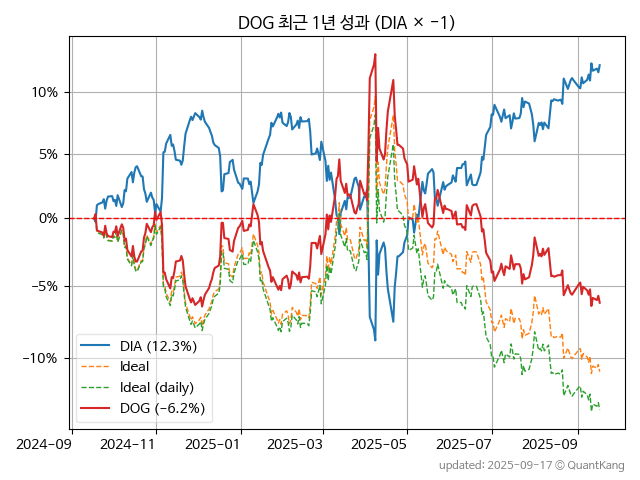 DOG 최근 1년 성과 (DIA × −1)
10%
5%
0%
−5%
−10%
DIA (12.3%)
Ideal
Ideal (daily)
DOG (−6.2%)
2024-09
2024-11
2025-01
2025-03
2025-05
2025-07
2025-09
updated: 2025-09-17 © QuantKang